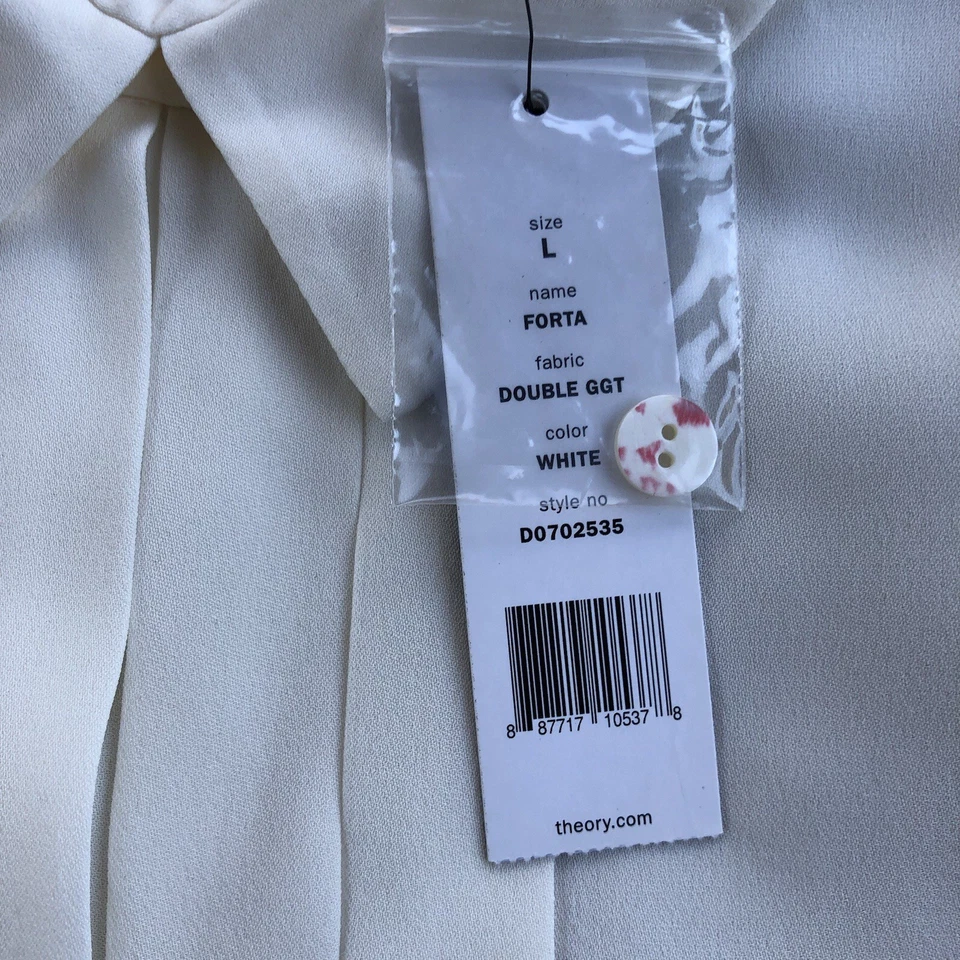 size
L
name
FORTA
fabric
DOUBLE GGT
color
WHITE
style no
D0702535
8 87717 10537 8
theory.com